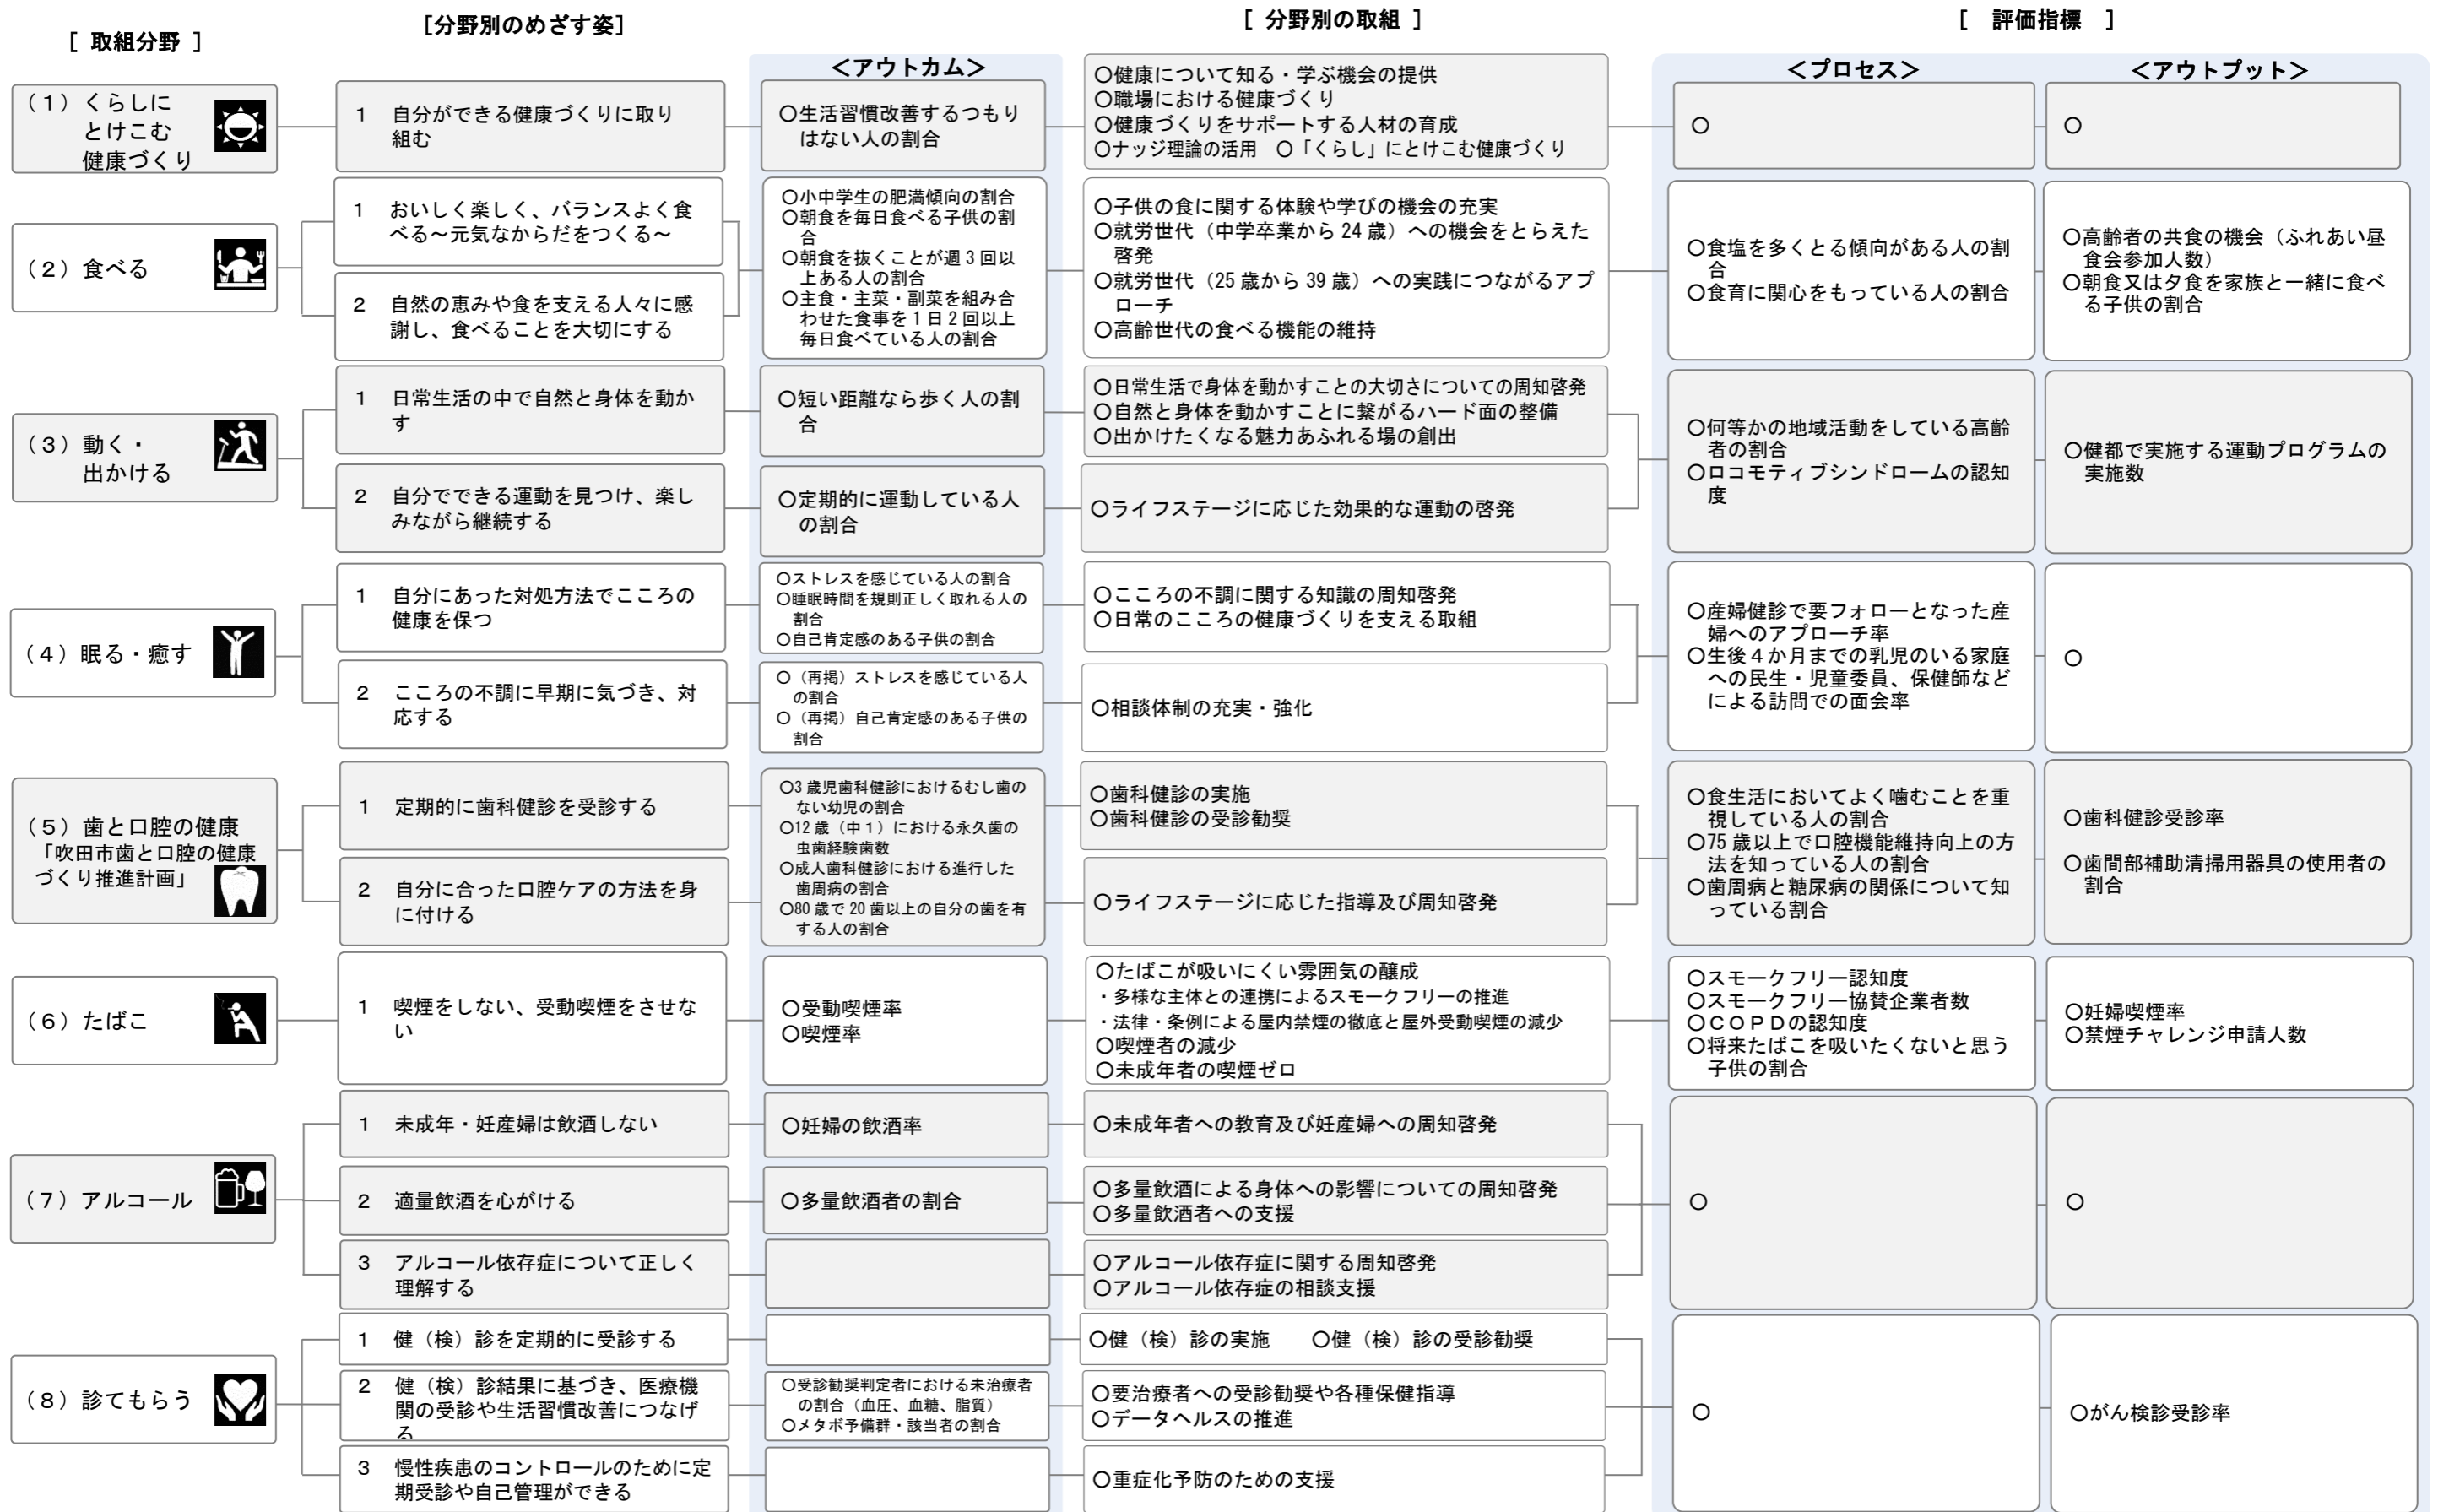 [ 取組分野 ]
[分野別のめざす姿]
[ 分野別の取組 ]
[ 評価指標 ]
＜アウトカム＞
＜プロセス＞
＜アウトプット＞
（１）くらしに
とけこむ
健康づくり
１ 自分ができる健康づくりに取り
組む
○生活習慣改善するつもり
はない人の割合
○健康について知る・学ぶ機会の提供
○職場における健康づくり
○健康づくりをサポートする人材の育成
○ナッジ理論の活用 ○「くらし」にとけこむ健康づくり
○
○
（２）食べる
１ おいしく楽しく、バランスよく食
べる～元気なからだをつくる～
２ 自然の恵みや食を支える人々に感
謝し、食べることを大切にする
○小中学生の肥満傾向の割合
○朝食を毎日食べる子供の割
合
○朝食を抜くことが週３回以
上ある人の割合
○主食・主菜・副菜を組み合
わせた食事を１日２回以上
毎日食べている人の割合
○子供の食に関する体験や学びの機会の充実
○就労世代（中学卒業から 24 歳）への機会をとらえた
啓発
○就労世代（25 歳から 39 歳）への実践につながるアプ
ローチ
○高齢世代の食べる機能の維持
○食塩を多くとる傾向がある人の割
合
○食育に関心をもっている人の割合
○高齢者の共食の機会（ふれあい昼
食会参加人数）
○朝食又は夕食を家族と一緒に食べ
る子供の割合
（３）動く・
出かける
１ 日常生活の中で自然と身体を動か
す
２ 自分でできる運動を見つけ、楽し
みながら継続する
○短い距離なら歩く人の割
合
○定期的に運動している人
の割合
○日常生活で身体を動かすことの大切さについての周知啓発
○自然と身体を動かすことに繋がるハード面の整備
○出かけたくなる魅力あふれる場の創出
○ライフステージに応じた効果的な運動の啓発
○何等かの地域活動をしている高齢
者の割合
○ロコモティブシンドロームの認知
度
○健都で実施する運動プログラムの
実施数
（４）眠る・癒す
１ 自分にあった対処方法でこころの
健康を保つ
２ こころの不調に早期に気づき、対
応する
○ストレスを感じている人の割合
○睡眠時間を規則正しく取れる人の
割合
○自己肯定感のある子供の割合
○（再掲）ストレスを感じている人
の割合
○（再掲）自己肯定感のある子供の
割合
○こころの不調に関する知識の周知啓発
○日常のこころの健康づくりを支える取組
○相談体制の充実・強化
○産婦健診で要フォローとなった産
婦へのアプローチ率
○生後４か月までの乳児のいる家庭
への民生・児童委員、保健師など
による訪問での面会率
○
（５）歯と口腔の健康
「吹田市歯と口腔の健康
づくり推進計画」
１ 定期的に歯科健診を受診する
２ 自分に合った口腔ケアの方法を身
に付ける
○3 歳児歯科健診におけるむし歯の
ない幼児の割合
○12 歳（中１）における永久歯の
虫歯経験歯数
○成人歯科健診における進行した
歯周病の割合
○80 歳で 20 歯以上の自分の歯を有
する人の割合
○歯科健診の実施
○歯科健診の受診勧奨
○ライフステージに応じた指導及び周知啓発
○食生活においてよく噛むことを重
視している人の割合
○75 歳以上で口腔機能維持向上の方
法を知っている人の割合
○歯周病と糖尿病の関係について知
っている割合
○歯科健診受診率
○歯間部補助清掃用器具の使用者の
割合
（６）たばこ
１ 喫煙をしない、受動喫煙をさせな
い
○受動喫煙率
○喫煙率
○たばこが吸いにくい雰囲気の醸成
・多様な主体との連携によるスモークフリーの推進
・法律・条例による屋内禁煙の徹底と屋外受動喫煙の減少
○喫煙者の減少
○未成年者の喫煙ゼロ
○スモークフリー認知度
○スモークフリー協賛企業者数
○ＣＯＰＤの認知度
○将来たばこを吸いたくないと思う
子供の割合
○妊婦喫煙率
○禁煙チャレンジ申請人数
（７）アルコール
１ 未成年・妊産婦は飲酒しない
２ 適量飲酒を心がける
３ アルコール依存症について正しく
理解する
○妊婦の飲酒率
○多量飲酒者の割合
○未成年者への教育及び妊産婦への周知啓発
○多量飲酒による身体への影響についての周知啓発
○多量飲酒者への支援
○アルコール依存症に関する周知啓発
○アルコール依存症の相談支援
○
○
（８）診てもらう
１ 健（検）診を定期的に受診する
２ 健（検）診結果に基づき、医療機
関の受診や生活習慣改善につなげ
る
３ 慢性疾患のコントロールのために定
期受診や自己管理ができる
○受診勧奨判定者における未治療者
の割合（血圧、血糖、脂質）
○メタボ予備群・該当者の割合
○健（検）診の実施 ○健（検）診の受診勧奨
○要治療者への受診勧奨や各種保健指導
○データヘルスの推進
○重症化予防のための支援
○
○がん検診受診率